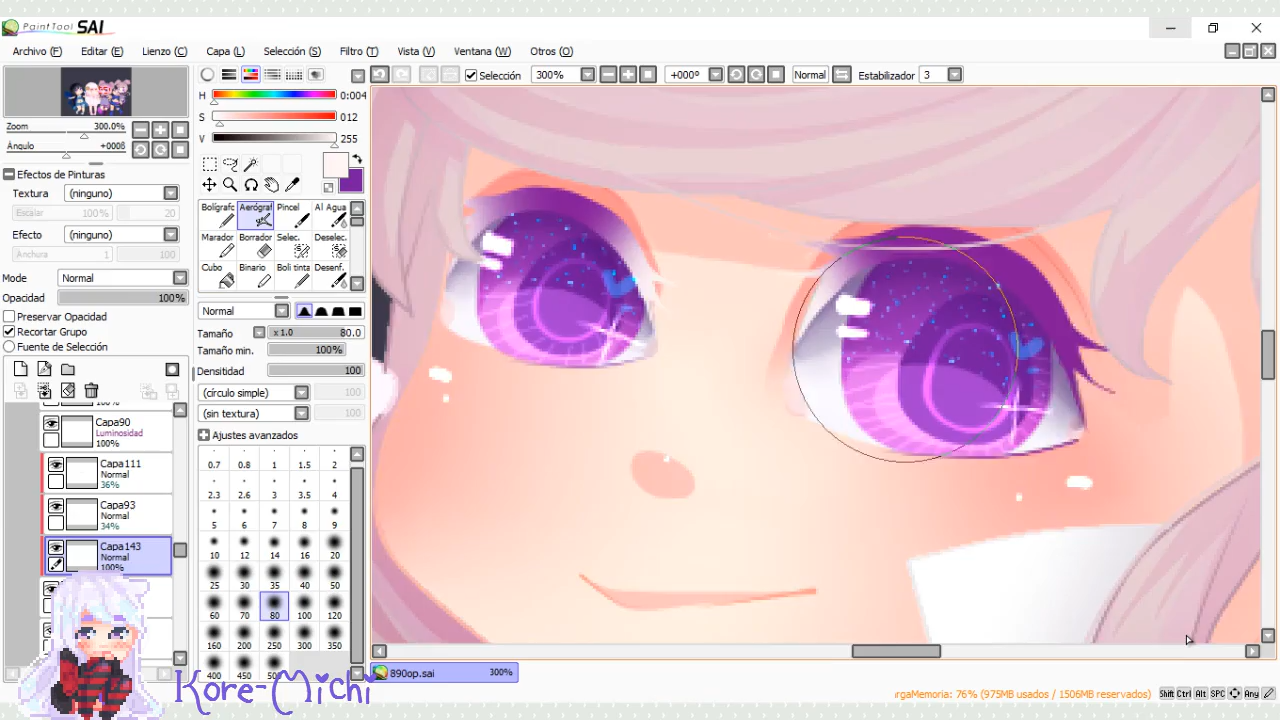 PaintTool SAI
Archivo (F) Editar (E) Lienzo (C) Capa (L) Selección (S) Filtro (T) Vista (V) Ventana (W) Otros (O)
Selección 300% +000° Normal Estabilizador 3
Zoom 300.0%
Ángulo +0008
Efectos de Pinturas
Textura (ninguno)
Escalar 100% 20
Efecto (ninguno)
Anchura 1 100
Mode Normal
Opacidad 100%
Preservar Opacidad
Recortar Grupo
Fuente de Selección
100%
Capa90
Luminosidad
100%
Capa111
Normal
36%
Capa93
Normal
34%
Capa143
Normal
100%
H 0:004
S 012
V 255
Bolígrafc Aerógraf Pincel Al Agua
Marador Borrador Selec. Deselec.
Cubo Binario Boli tinta Desenf.
Normal
Tamaño x 1.0 80.0
Tamaño min. 100%
Densitidad 100
(círculo simple) 100
(sin textura) 100
Ajustes avanzados
0.7 0.8 1 1.5 2
2.3 2.6 3 3.5 4
5 6 7 8 9
10 12 14 16 20
25 30 35 40 50
60 70 80 100 120
160 200 250 300 350
400 450 50
890op.sai 300%
Kore-Michi
ırgaMemoria: 76% (975MB usados / 1506MB reservados) Shift Ctrl Alt SPC Any